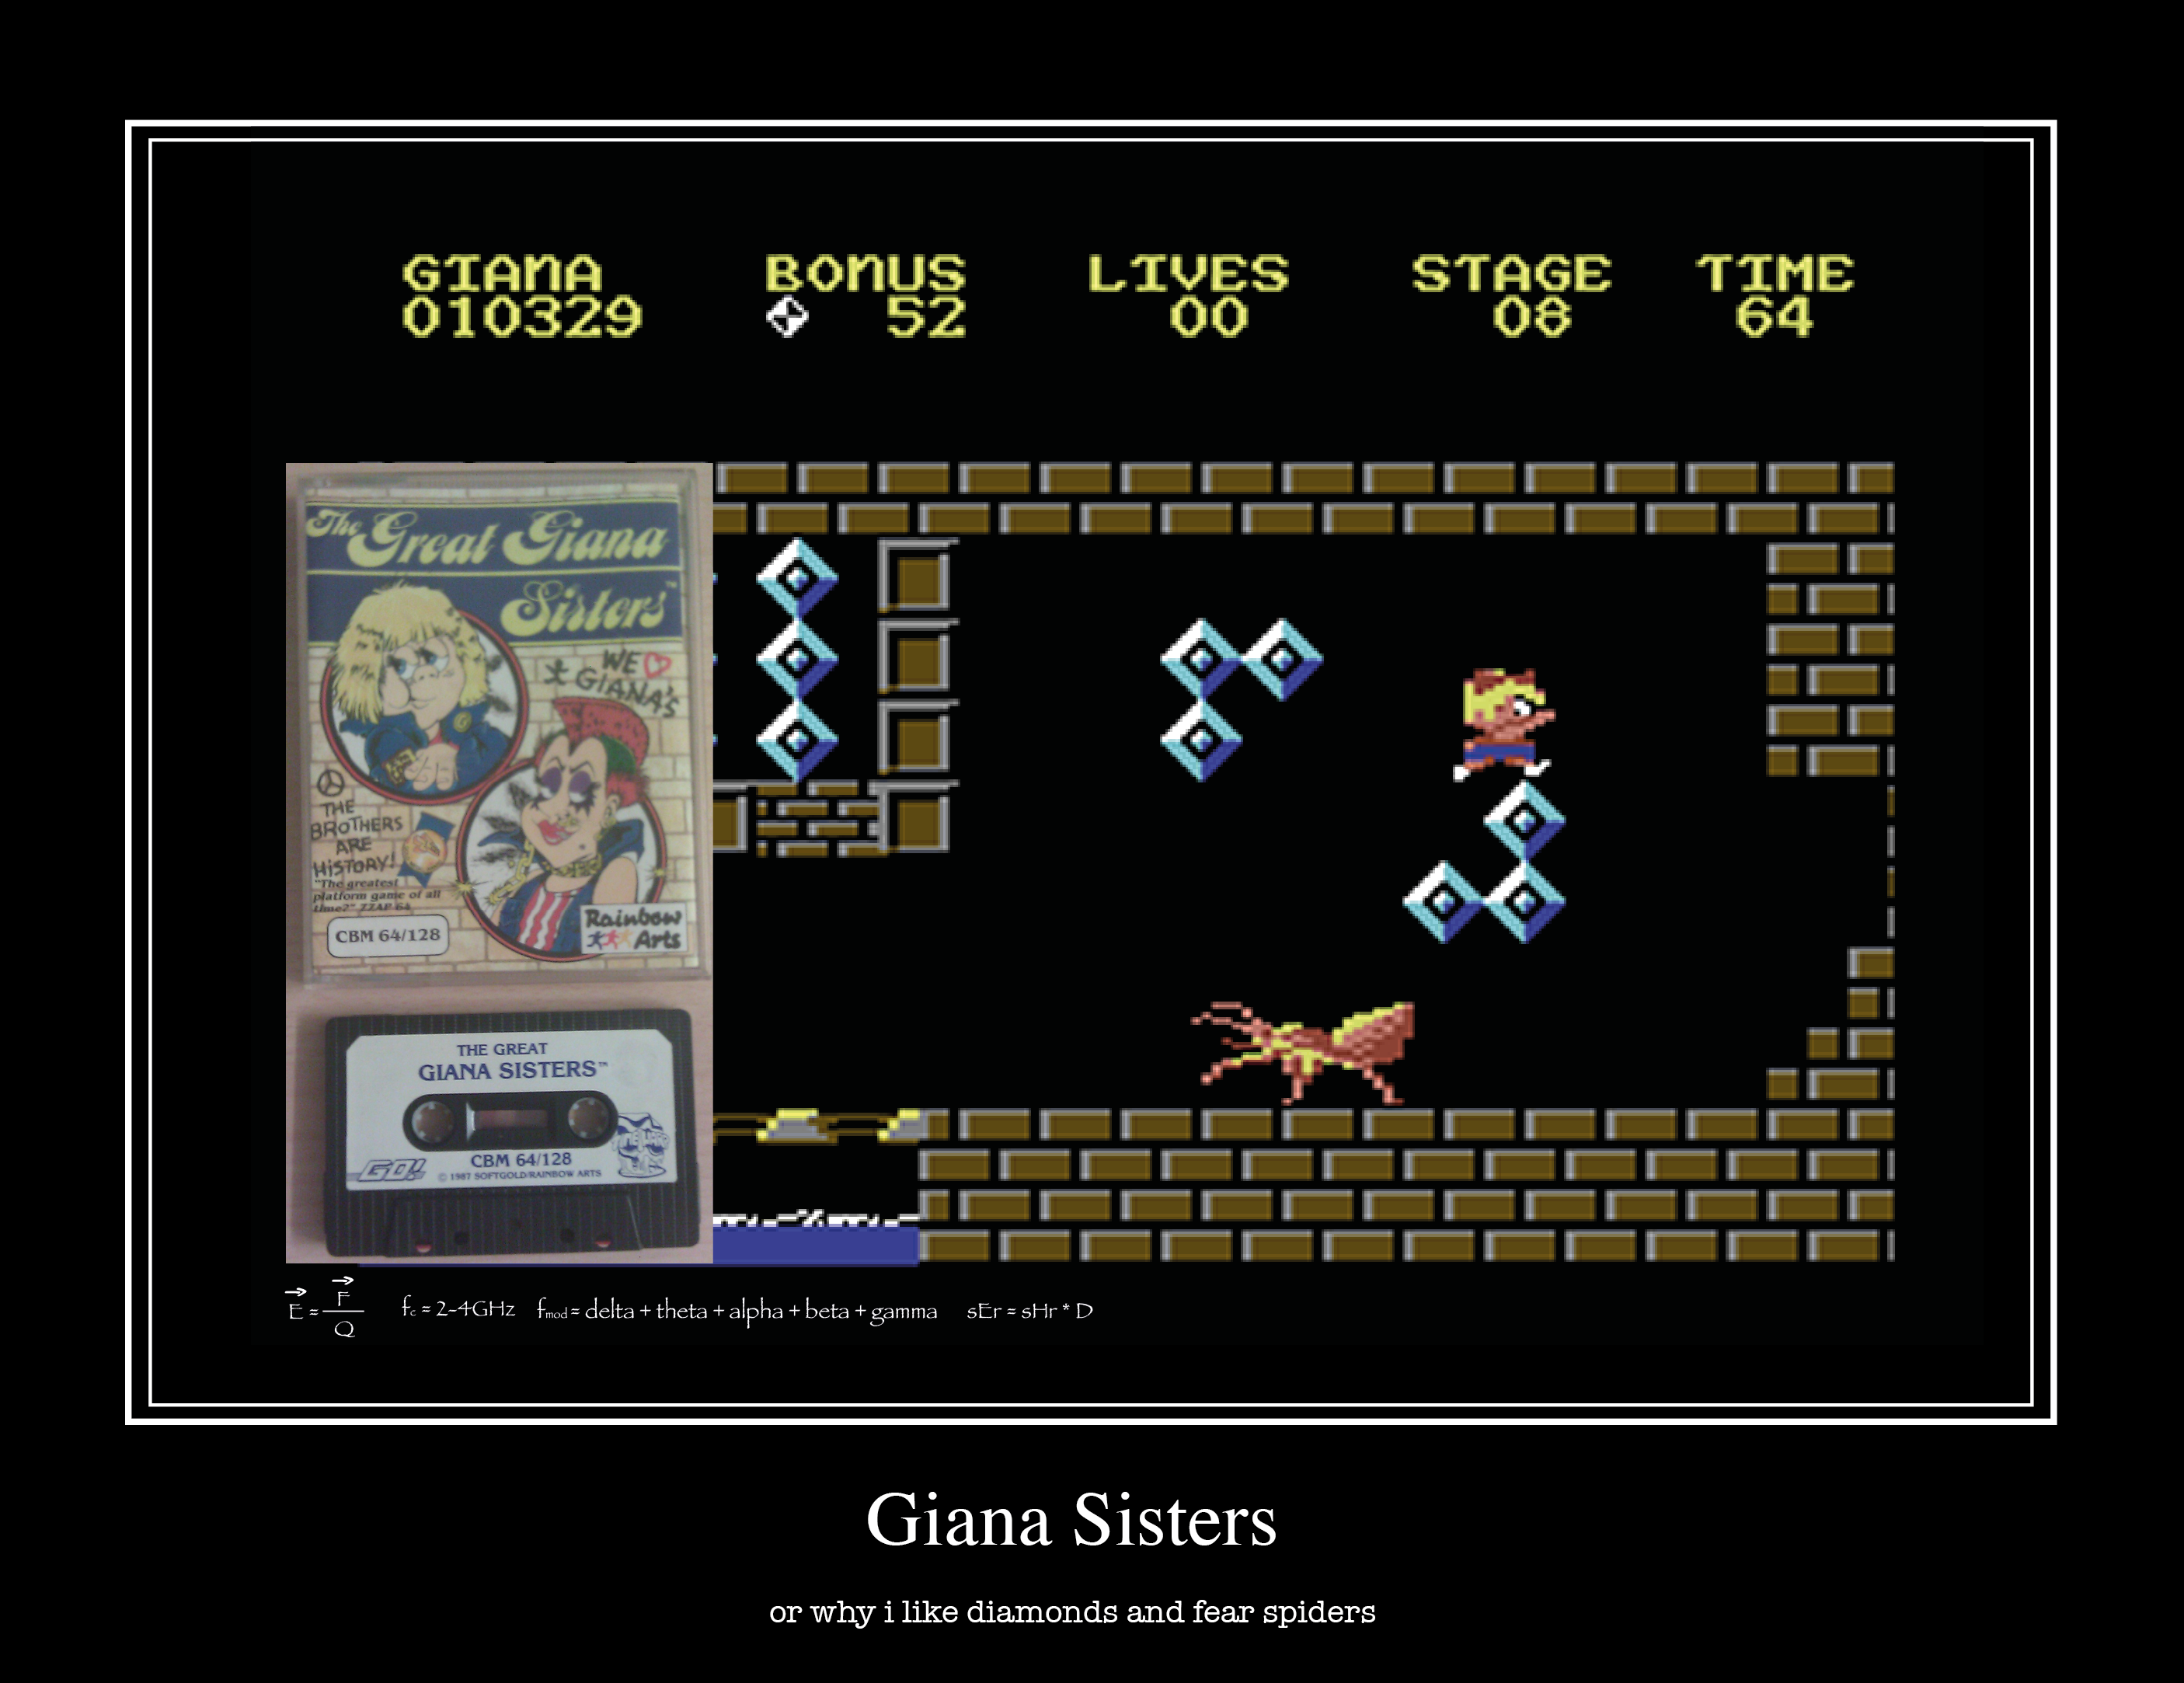 GIANA BONUS LIVES STAGE TIME
010329 52 00 08 64
The Great Giana
Sisters™
WE
GIANA'S
THE
BROTHERS
ARE
HISTORY!
"The greatest
platform game of all
time?" ZZAP 64
CBM 64/128
Rainbow
Arts
THE GREAT
GIANA SISTERS™
GO!
CBM 64/128
© 1987 SOFTGOLD/RAINBOW ARTS
E = F / Q
fc = 2-4GHz fmod = delta + theta + alpha + beta + gamma sEr = sHr * D
Giana Sisters
or why i like diamonds and fear spiders